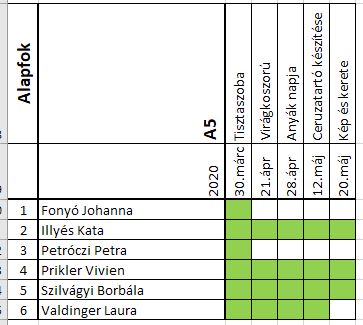 Alapfok
A5
2020
30.márc Tisztaszoba
21.ápr Virágkoszorú
28.ápr Anyák napja
12.máj Ceruzatartó készítése
20.máj Kép és kerete
1 Fonyó Johanna
2 Illyés Kata
3 Petróczi Petra
4 Prikler Vivien
5 Szilvágyi Borbála
6 Valdinger Laura